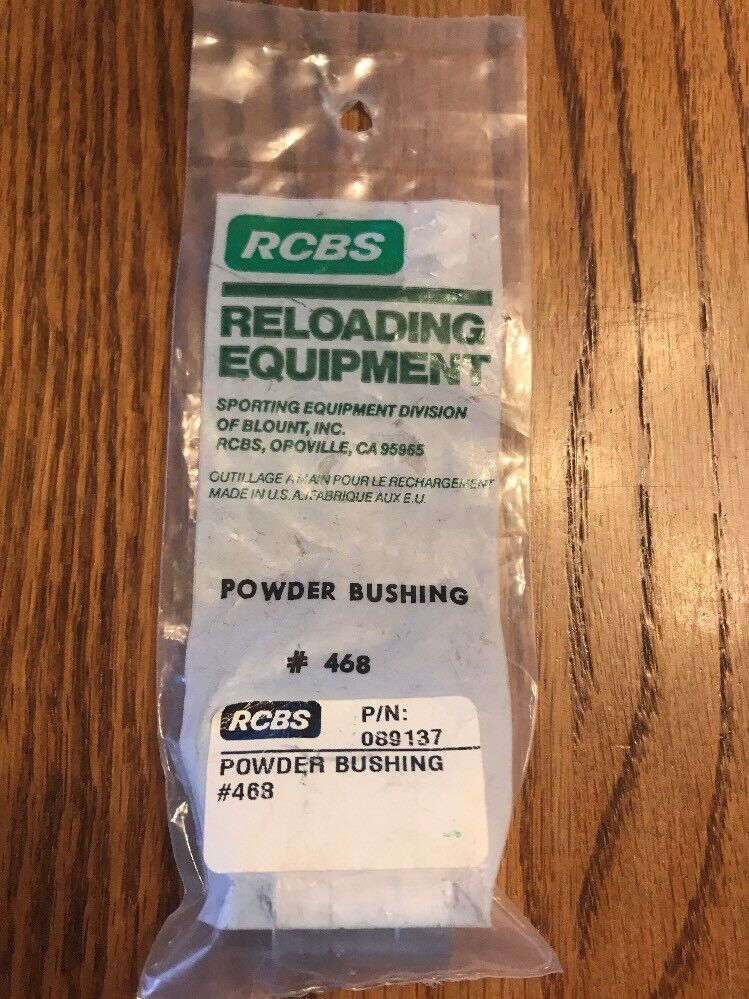 RCBS
RELOADING
EQUIPMENT
SPORTING EQUIPMENT DIVISION
OF BLOUNT, INC.
RCBS, OROVILLE, CA 95965
OUTILLAGE A MAIN POUR LE RECHARGEMENT
MADE IN U.S.A./FABRIQUE AUX E.U.
POWDER BUSHING
# 468
RCBS P/N:
089137
POWDER BUSHING
#468